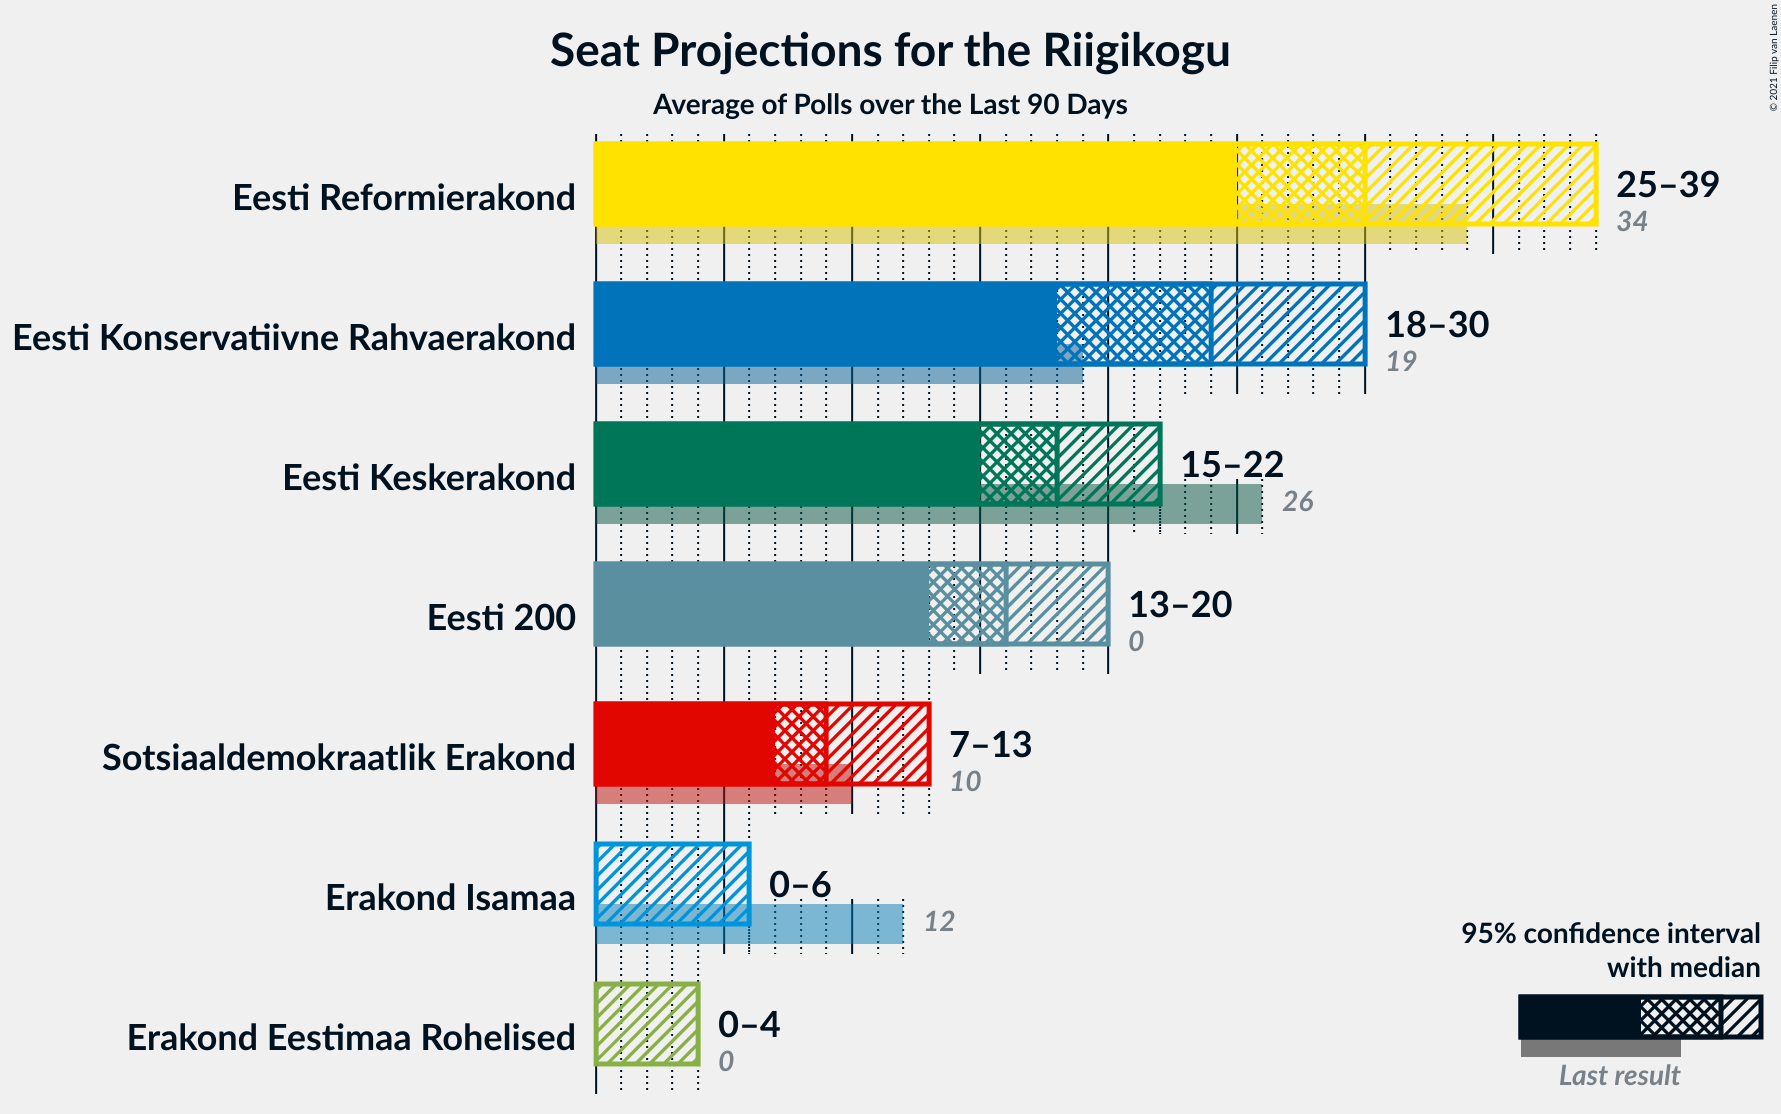 Seat Projections for the Riigikogu
Average of Polls over the Last 90 Days
© 2021 Filip van Laenen
Eesti Reformierakond
25–39
34
Eesti Konservatiivne Rahvaerakond
18–30
19
Eesti Keskerakond
15–22
26
Eesti 200
13–20
0
Sotsiaaldemokraatlik Erakond
7–13
10
Erakond Isamaa
0–6
12
Erakond Eestimaa Rohelised
0–4
0
95% confidence interval
with median
Last result